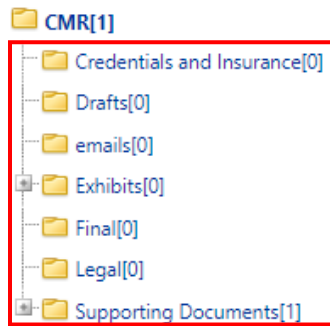 CMR[1]
Credentials and Insurance[0]
Drafts[0]
emails[0]
Exhibits[0]
Final[0]
Legal[0]
Supporting Documents[1]